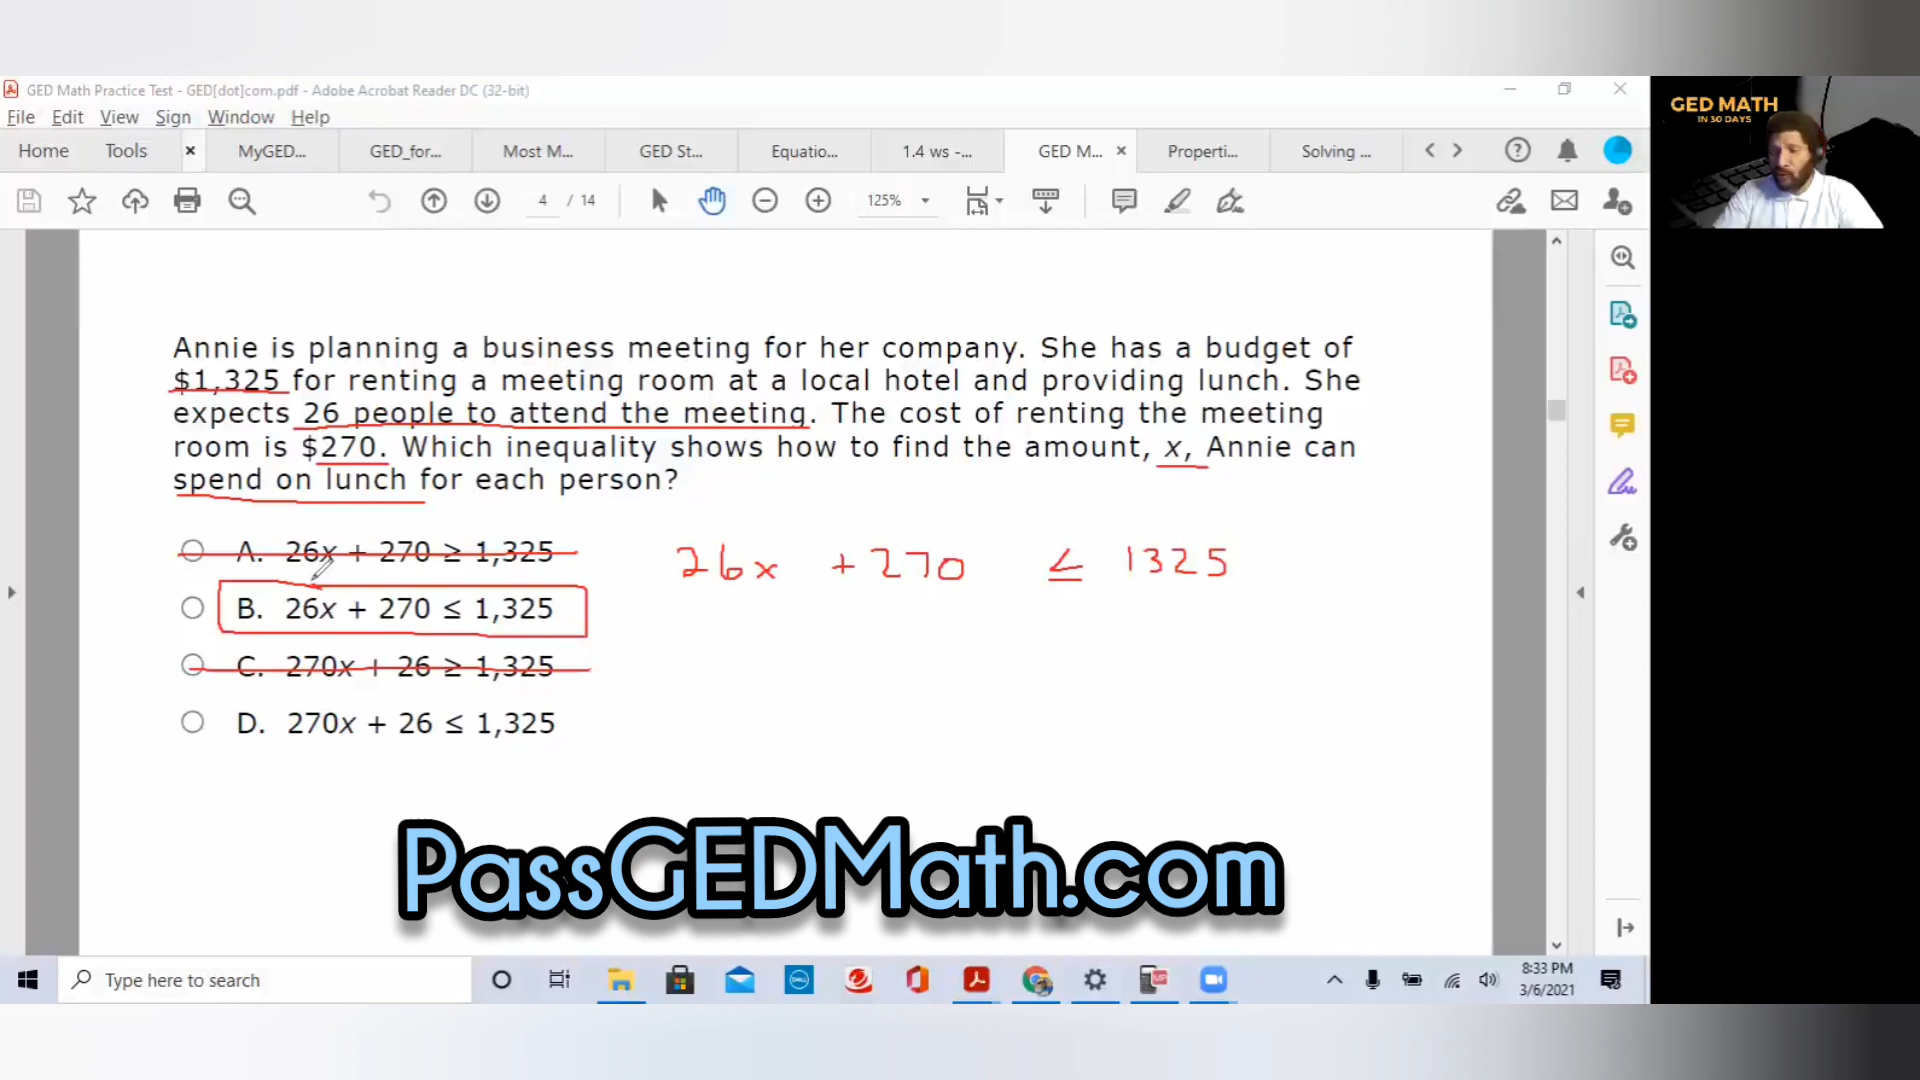 GED Math Practice Test - GED[dot]com.pdf - Adobe Acrobat Reader DC (32-bit)
File Edit View Sign Window Help
Home Tools MyGED... GED_for... Most M... GED St... Equatio... 1.4 ws -... GED M... Properti... Solving ...
4 / 14 125%
GED MATH
IN 30 DAYS
Annie is planning a business meeting for her company. She has a budget of
$1,325 for renting a meeting room at a local hotel and providing lunch. She
expects 26 people to attend the meeting. The cost of renting the meeting
room is $270. Which inequality shows how to find the amount, x, Annie can
spend on lunch for each person?
A. 26x + 270 ≥ 1,325
26x + 270 ≤ 1325
B. 26x + 270 ≤ 1,325
C. 270x + 26 ≥ 1,325
D. 270x + 26 ≤ 1,325
PassGEDMath.com
Type here to search
DELL
8:33 PM
3/6/2021